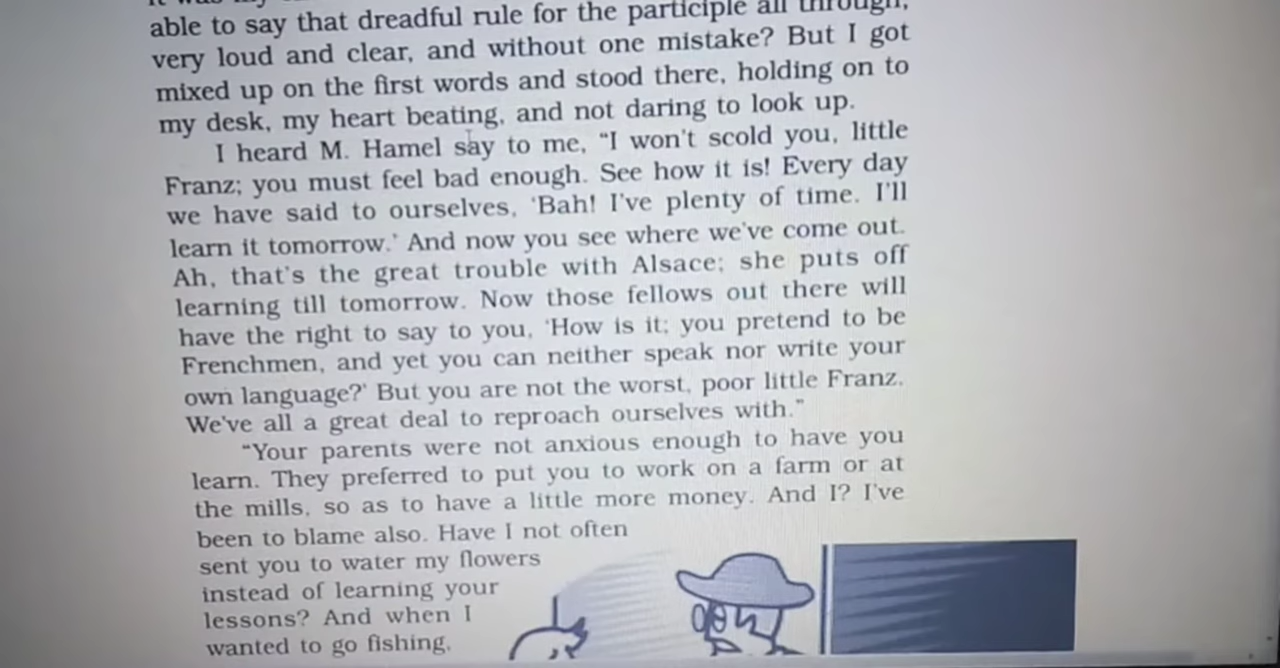 able to say that dreadful rule for the participle all through,
very loud and clear, and without one mistake? But I got
mixed up on the first words and stood there, holding on to
my desk, my heart beating, and not daring to look up.
I heard M. Hamel say to me, “I won't scold you, little
Franz; you must feel bad enough. See how it is! Every day
we have said to ourselves, ‘Bah! I've plenty of time. I'll
learn it tomorrow.’ And now you see where we've come out.
Ah, that's the great trouble with Alsace; she puts off
learning till tomorrow. Now those fellows out there will
have the right to say to you, ‘How is it; you pretend to be
Frenchmen, and yet you can neither speak nor write your
own language?’ But you are not the worst, poor little Franz.
We've all a great deal to reproach ourselves with.”
“Your parents were not anxious enough to have you
learn. They preferred to put you to work on a farm or at
the mills, so as to have a little more money. And I? I've
been to blame also. Have I not often
sent you to water my flowers
instead of learning your
lessons? And when I
wanted to go fishing,